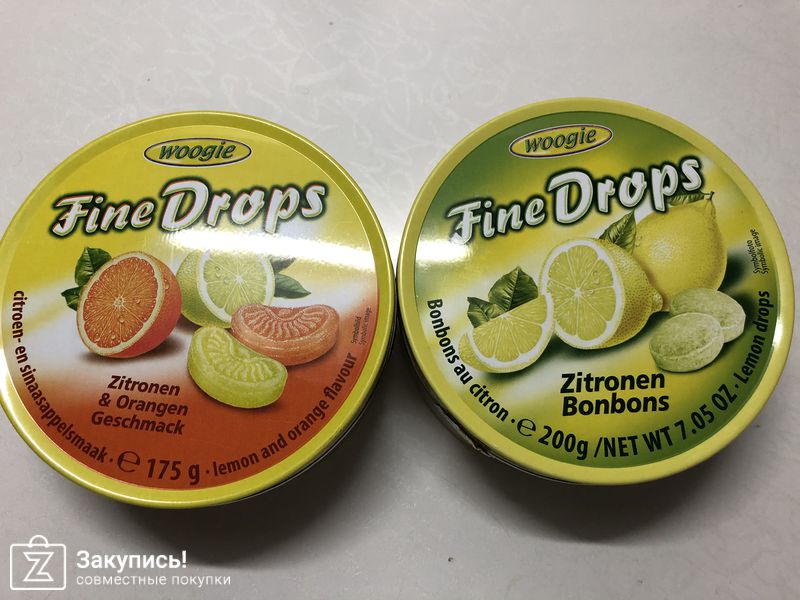 woogie
Fine Drops
citroen- en sinaasappelsmaak · ℮ 175 g · lemon and orange flavour
Zitronen
& Orangen
Geschmack
Symbolbild
Symbolic image
woogie
Fine Drops
Bonbons au citron · ℮ 200g /NET WT 7.05 OZ · Lemon drops
Zitronen
Bonbons
Symbolfoto
Symbolic image
Закупись!
совместные покупки